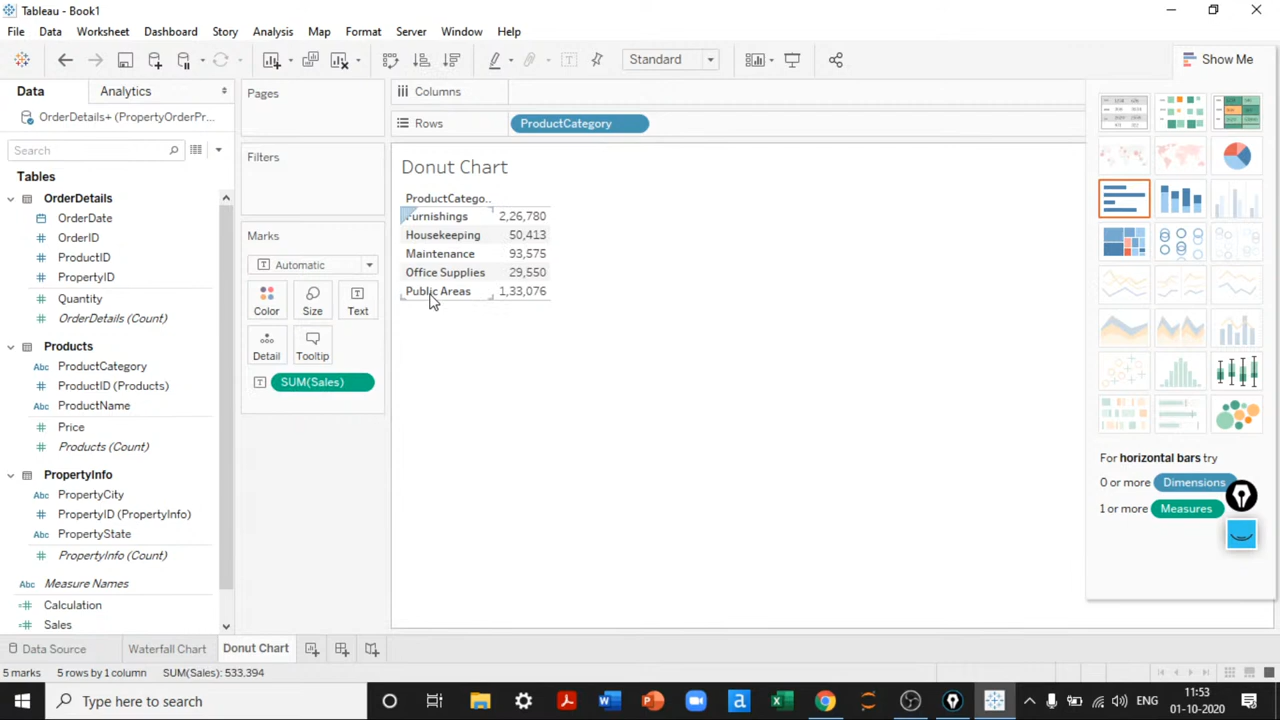 Tableau - Book1
File Data Worksheet Dashboard Story Analysis Map Format Server Window Help
Standard
Show Me
Data Analytics
OrderDetails+ (PropertyOrderPr...
Search
Tables
OrderDetails
OrderDate
# OrderID
# ProductID
# PropertyID
# Quantity
# OrderDetails (Count)
Products
Abc ProductCategory
# ProductID (Products)
Abc ProductName
# Price
# Products (Count)
PropertyInfo
Abc PropertyCity
# PropertyID (PropertyInfo)
Abc PropertyState
# PropertyInfo (Count)
Abc Measure Names
=# Calculation
=# Sales
Pages
Filters
Marks
T Automatic
Color Size Text
Detail Tooltip
T SUM(Sales)
Columns
Rows ProductCategory
Donut Chart
ProductCatego..
Furnishings 2,26,780
Housekeeping 50,413
Maintenance 93,575
Office Supplies 29,550
Public Areas 1,33,076
For horizontal bars try
0 or more Dimensions
1 or more Measures
Data Source Waterfall Chart Donut Chart
5 marks 5 rows by 1 column SUM(Sales): 533,394
Type here to search
ENG
11:53
01-10-2020